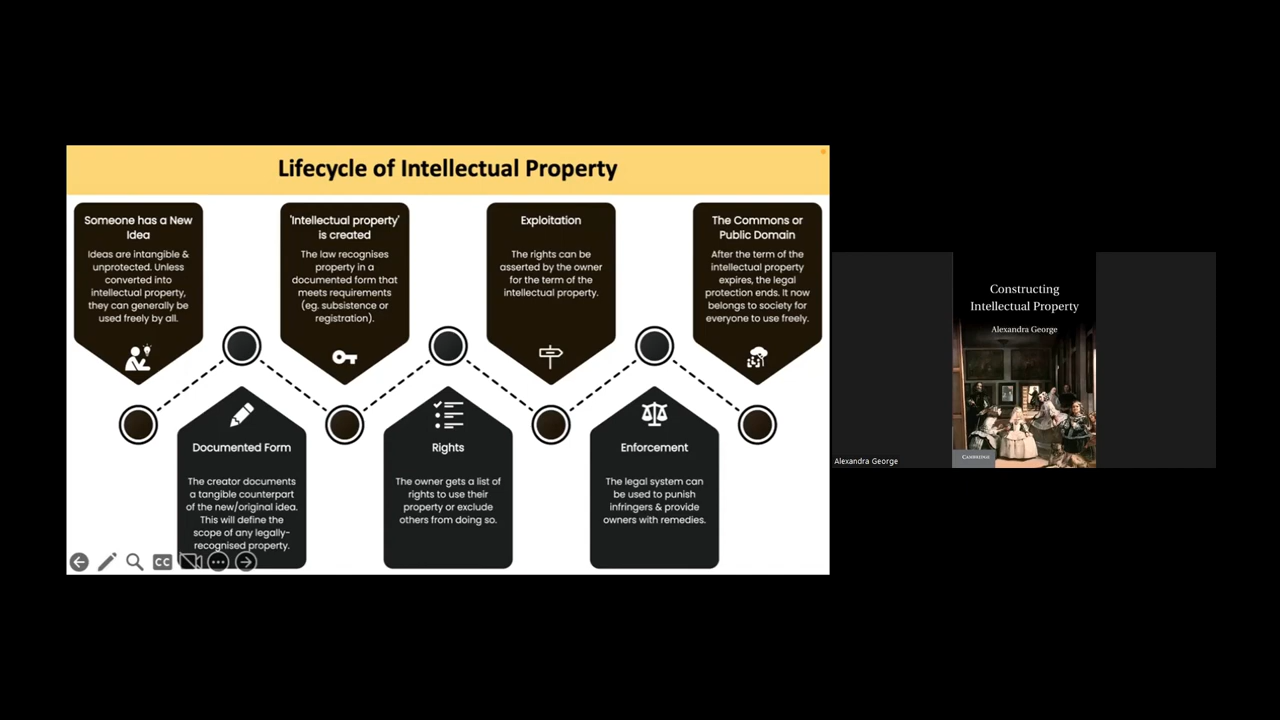 Lifecycle of Intellectual Property
Someone has a New
Idea
Ideas are intangible &
unprotected. Unless
converted into
intellectual property,
they can generally be
used freely by all.
Documented Form
The creator documents
a tangible counterpart
of the new/original idea.
This will define the
scope of any legally-
recognised property.
'Intellectual property'
is created
The law recognises
property in a
documented form that
meets requirements
(eg. subsistence or
registration).
Rights
The owner gets a list of
rights to use their
property or exclude
others from doing so.
Exploitation
The rights can be
asserted by the owner
for the term of the
intellectual property.
Enforcement
The legal system can
be used to punish
infringers & provide
owners with remedies.
The Commons or
Public Domain
After the term of the
intellectual property
expires, the legal
protection ends. It now
belongs to society for
everyone to use freely.
CC
Constructing
Intellectual Property
Alexandra George
CAMBRIDGE
Alexandra George